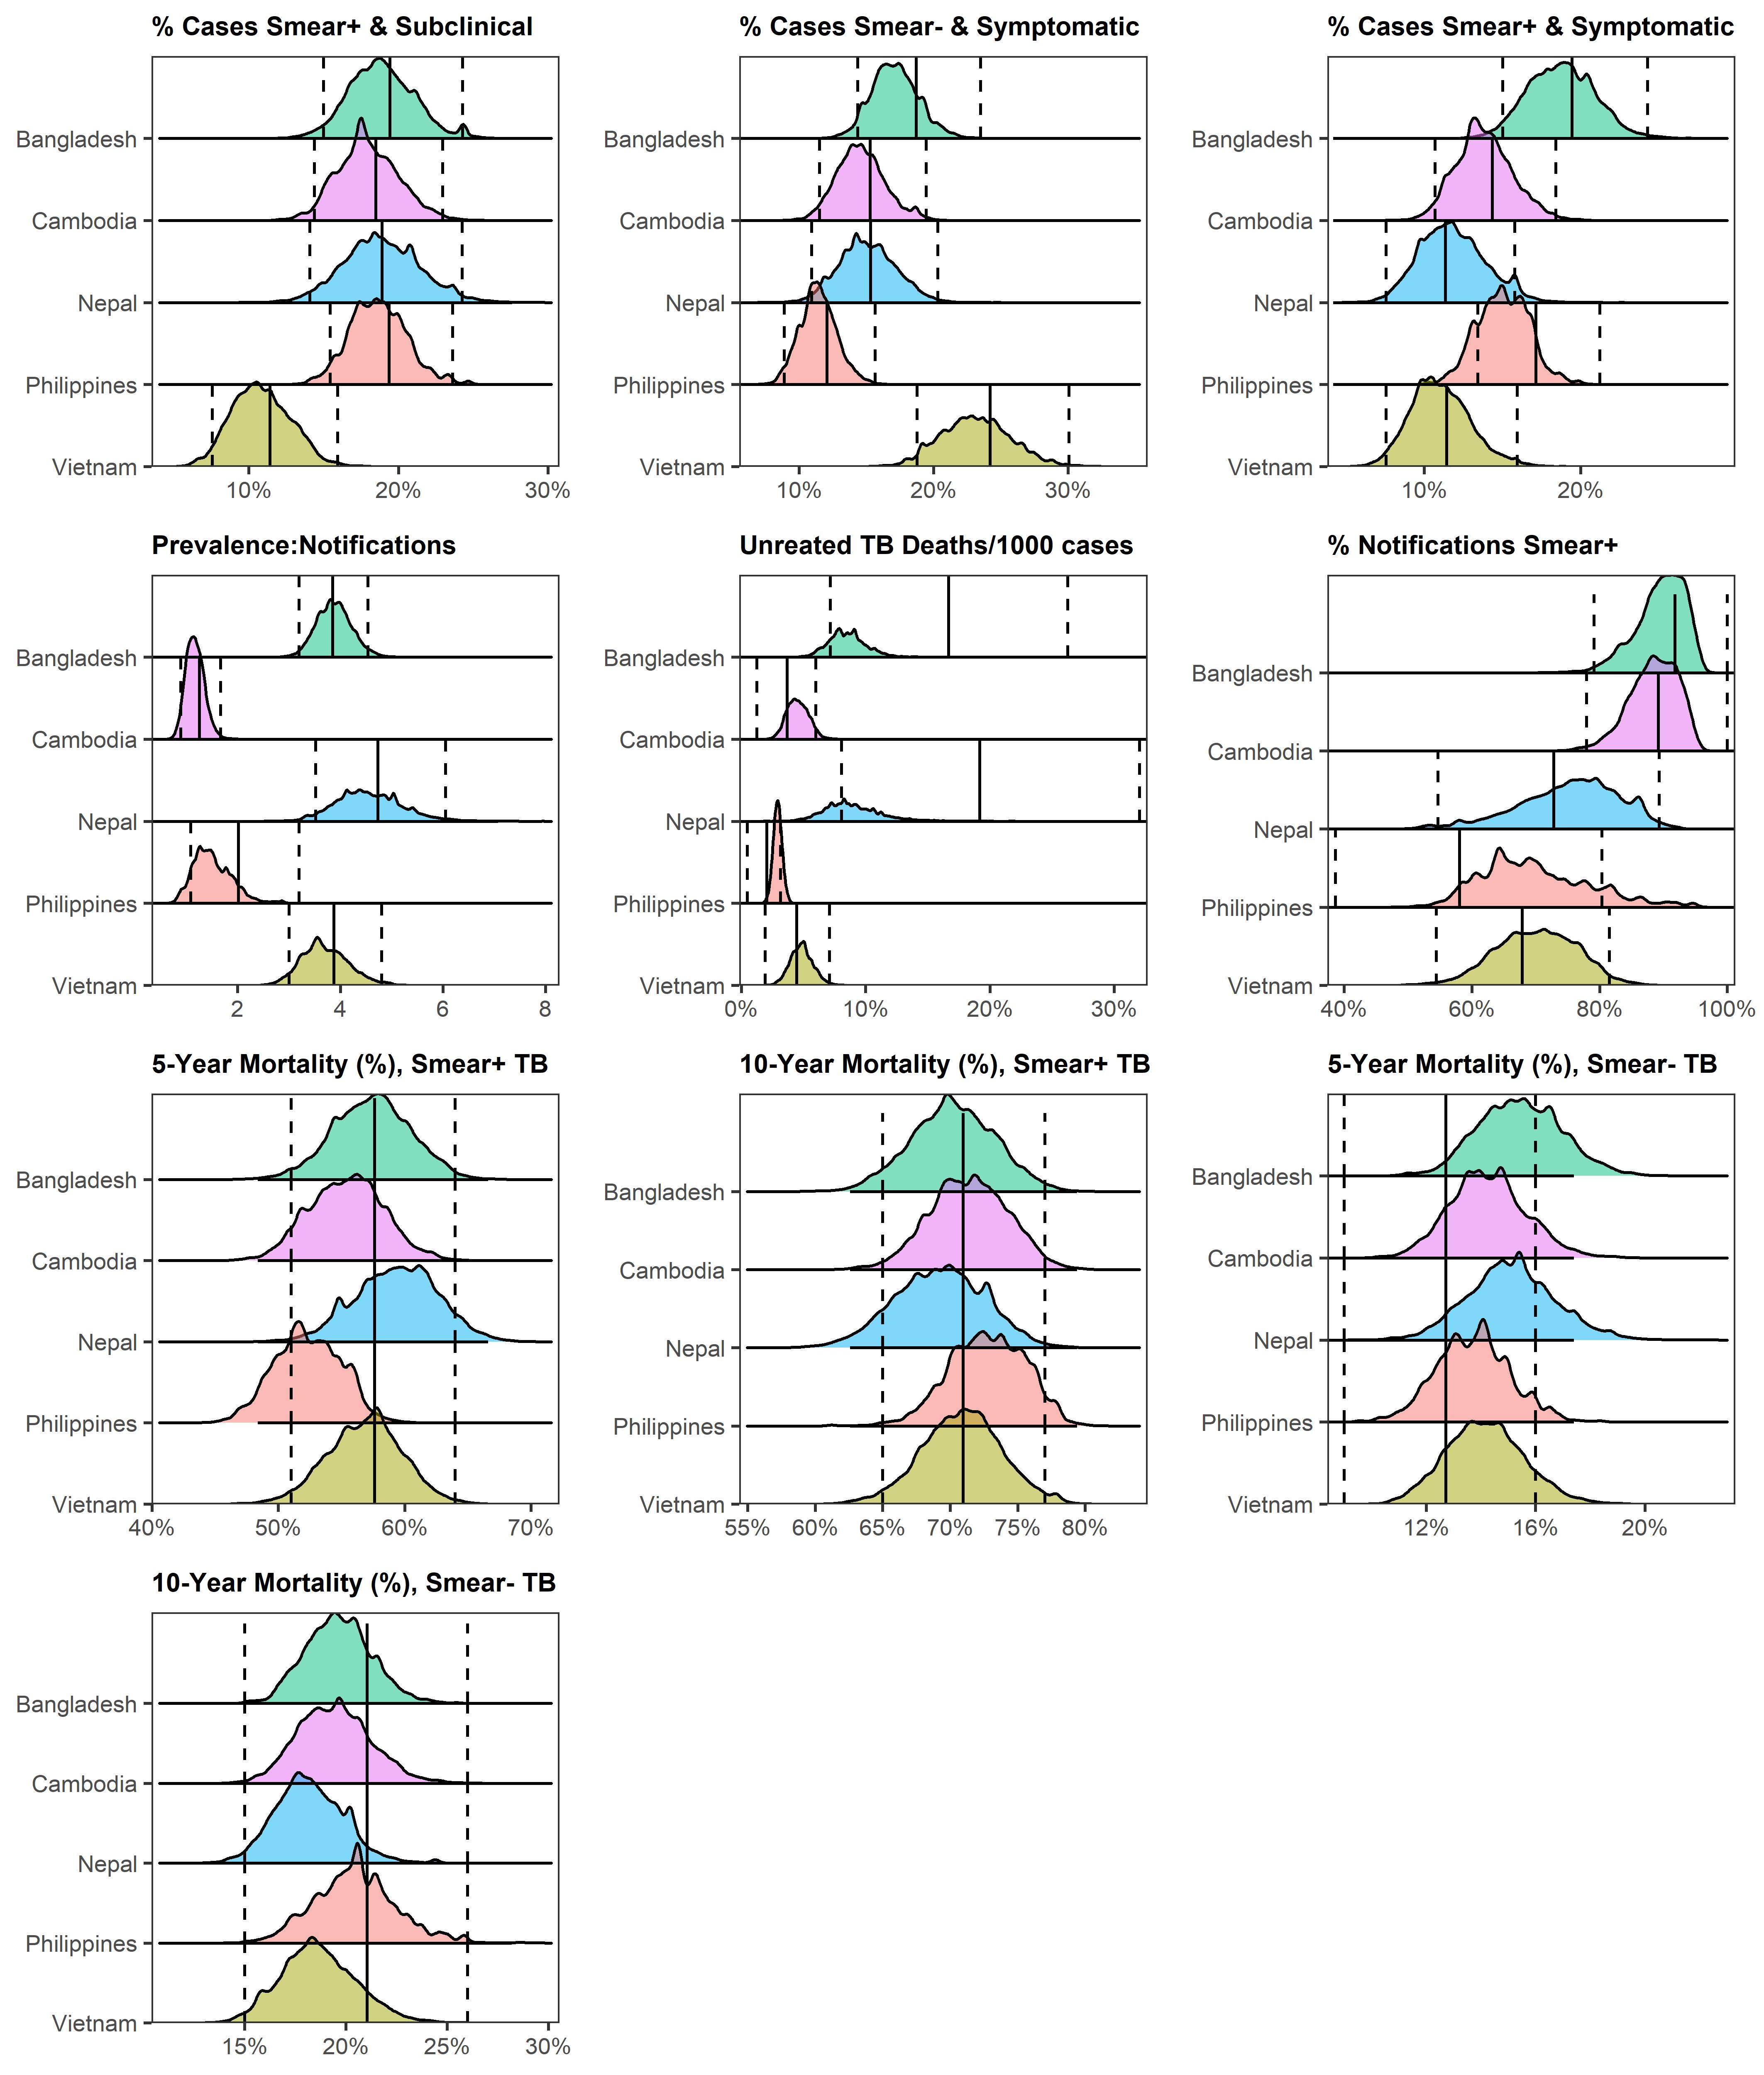 % Cases Smear+ & Subclinical
Bangladesh
Cambodia
Nepal
Philippines
Vietnam
10% 20% 30%
% Cases Smear- & Symptomatic
Bangladesh
Cambodia
Nepal
Philippines
Vietnam
10% 20% 30%
% Cases Smear+ & Symptomatic
Bangladesh
Cambodia
Nepal
Philippines
Vietnam
10% 20%
Prevalence:Notifications
Bangladesh
Cambodia
Nepal
Philippines
Vietnam
2 4 6 8
Unreated TB Deaths/1000 cases
Bangladesh
Cambodia
Nepal
Philippines
Vietnam
0% 10% 20% 30%
% Notifications Smear+
Bangladesh
Cambodia
Nepal
Philippines
Vietnam
40% 60% 80% 100%
5-Year Mortality (%), Smear+ TB
Bangladesh
Cambodia
Nepal
Philippines
Vietnam
40% 50% 60% 70%
10-Year Mortality (%), Smear+ TB
Bangladesh
Cambodia
Nepal
Philippines
Vietnam
55% 60% 65% 70% 75% 80%
5-Year Mortality (%), Smear- TB
Bangladesh
Cambodia
Nepal
Philippines
Vietnam
12% 16% 20%
10-Year Mortality (%), Smear- TB
Bangladesh
Cambodia
Nepal
Philippines
Vietnam
15% 20% 25% 30%